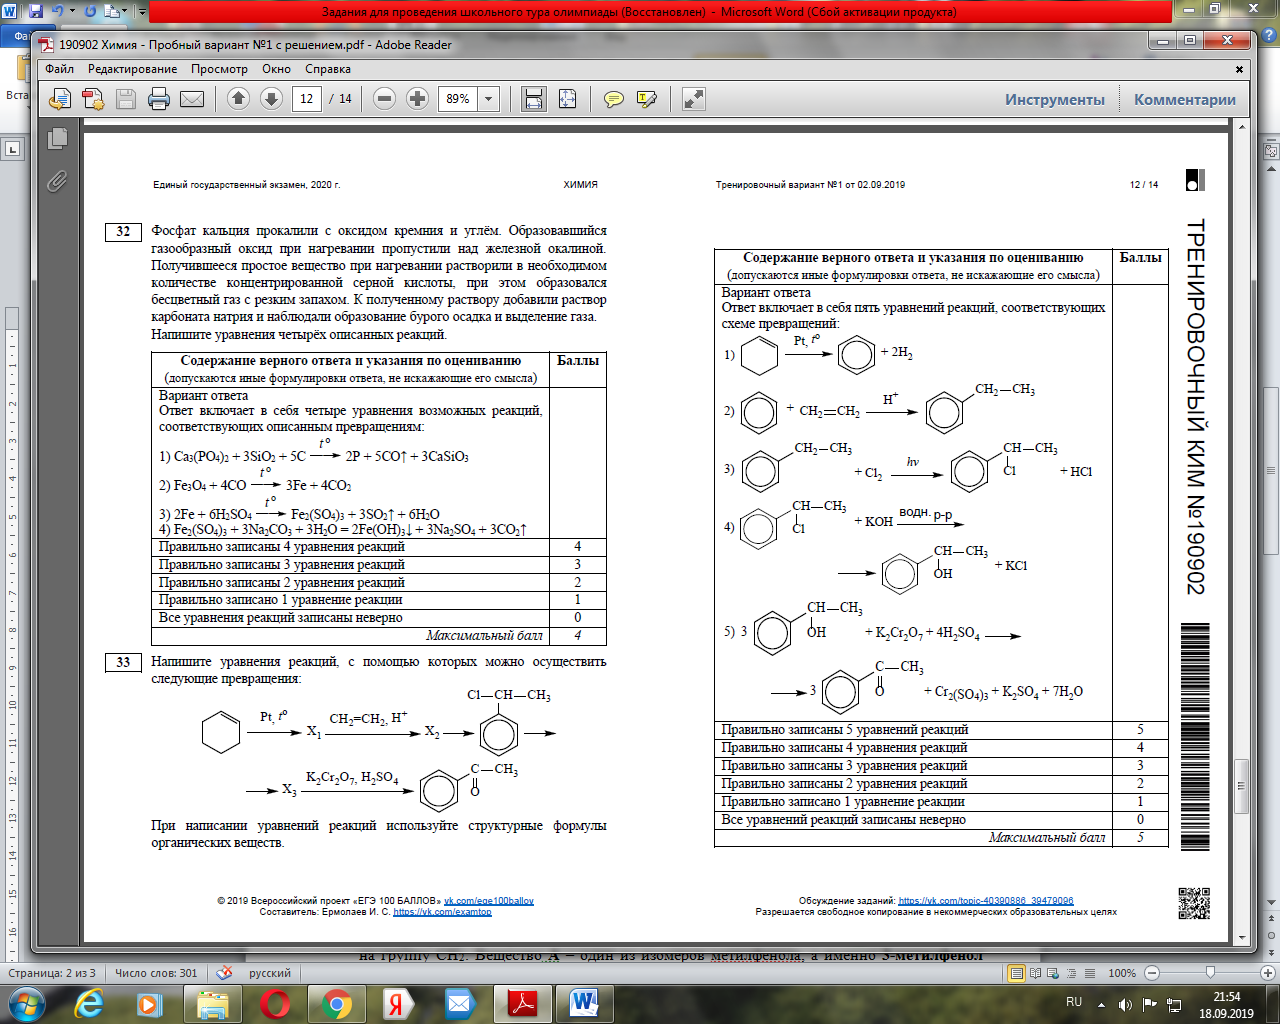 Задания для проведения школьного тура олимпиады (Восстановлен) - Microsoft Word (Сбой активации продукта)
190902 Химия - Пробный вариант №1 с решением.pdf - Adobe Reader
Файл Редактирование Просмотр Окно Справка
12 / 14 89% Инструменты Комментарии
Единый государственный экзамен, 2020 г. ХИМИЯ
32 Фосфат кальция прокалили с оксидом кремния и углём. Образовавшийся
газообразный оксид при нагревании пропустили над железной окалиной.
Получившееся простое вещество при нагревании растворили в необходимом
количестве концентрированной серной кислоты, при этом образовался
бесцветный газ с резким запахом. К полученному раствору добавили раствор
карбоната натрия и наблюдали образование бурого осадка и выделение газа.
Напишите уравнения четырёх описанных реакций.
Содержание верного ответа и указания по оцениванию Баллы
(допускаются иные формулировки ответа, не искажающие его смысла)
Вариант ответа
Ответ включает в себя четыре уравнения возможных реакций,
соответствующих описанным превращениям:
1) Ca₃(PO4)₂ + 3SiO₂ + 5C t° → 2P + 5CO↑ + 3CaSiO₃
2) Fe₃O₄ + 4CO t° → 3Fe + 4CO₂
3) 2Fe + 6H₂SO₄ t° → Fe₂(SO₄)₃ + 3SO₂↑ + 6H₂O
4) Fe₂(SO₄)₃ + 3Na₂CO₃ + 3H₂O = 2Fe(OH)₃↓ + 3Na₂SO₄ + 3CO₂↑
Правильно записаны 4 уравнения реакций 4
Правильно записаны 3 уравнения реакций 3
Правильно записаны 2 уравнения реакций 2
Правильно записано 1 уравнение реакции 1
Все уравнения реакций записаны неверно 0
Максимальный балл 4
33 Напишите уравнения реакций, с помощью которых можно осуществить
следующие превращения:
Cl—CH—CH₃
Pt, t° X₁ CH₂=CH₂, H⁺ X₂
X₃ K₂Cr₂O₇, H₂SO₄ C—CH₃
O
При написании уравнений реакций используйте структурные формулы
органических веществ.
© 2019 Всероссийский проект «ЕГЭ 100 БАЛЛОВ» vk.com/ege100ballov
Составитель: Ермолаев И. С. https://vk.com/examtop
Тренировочный вариант №1 от 02.09.2019 12 / 14
Содержание верного ответа и указания по оцениванию Баллы
(допускаются иные формулировки ответа, не искажающие его смысла)
Вариант ответа
Ответ включает в себя пять уравнений реакций, соответствующих
схеме превращений:
1) Pt, t° + 2H₂
2) + CH₂=CH₂ H⁺ CH₂—CH₃
3) CH₂—CH₃ + Cl₂ hν CH—CH₃ + HCl
Cl
4) CH—CH₃ + KOH водн. р-р
Cl
CH—CH₃ + KCl
OH
5) 3 CH—CH₃ + K₂Cr₂O₇ + 4H₂SO₄
OH
3 C—CH₃ + Cr₂(SO₄)₃ + K₂SO₄ + 7H₂O
O
Правильно записаны 5 уравнений реакций 5
Правильно записаны 4 уравнения реакций 4
Правильно записаны 3 уравнения реакций 3
Правильно записаны 2 уравнения реакций 2
Правильно записано 1 уравнение реакции 1
Все уравнений реакций записаны неверно 0
Максимальный балл 5
Обсуждение заданий: https://vk.com/topic-40390886_39479096
Разрешается свободное копирование в некоммерческих образовательных целях
ТРЕНИРОВОЧНЫЙ КИМ №190902
на группу CH₂. Вещество А – один из изомеров метилфенола, а именно 3-метилфенол
Страница: 2 из 3 Число слов: 301 русский 100%
RU 21:54
18.09.2019